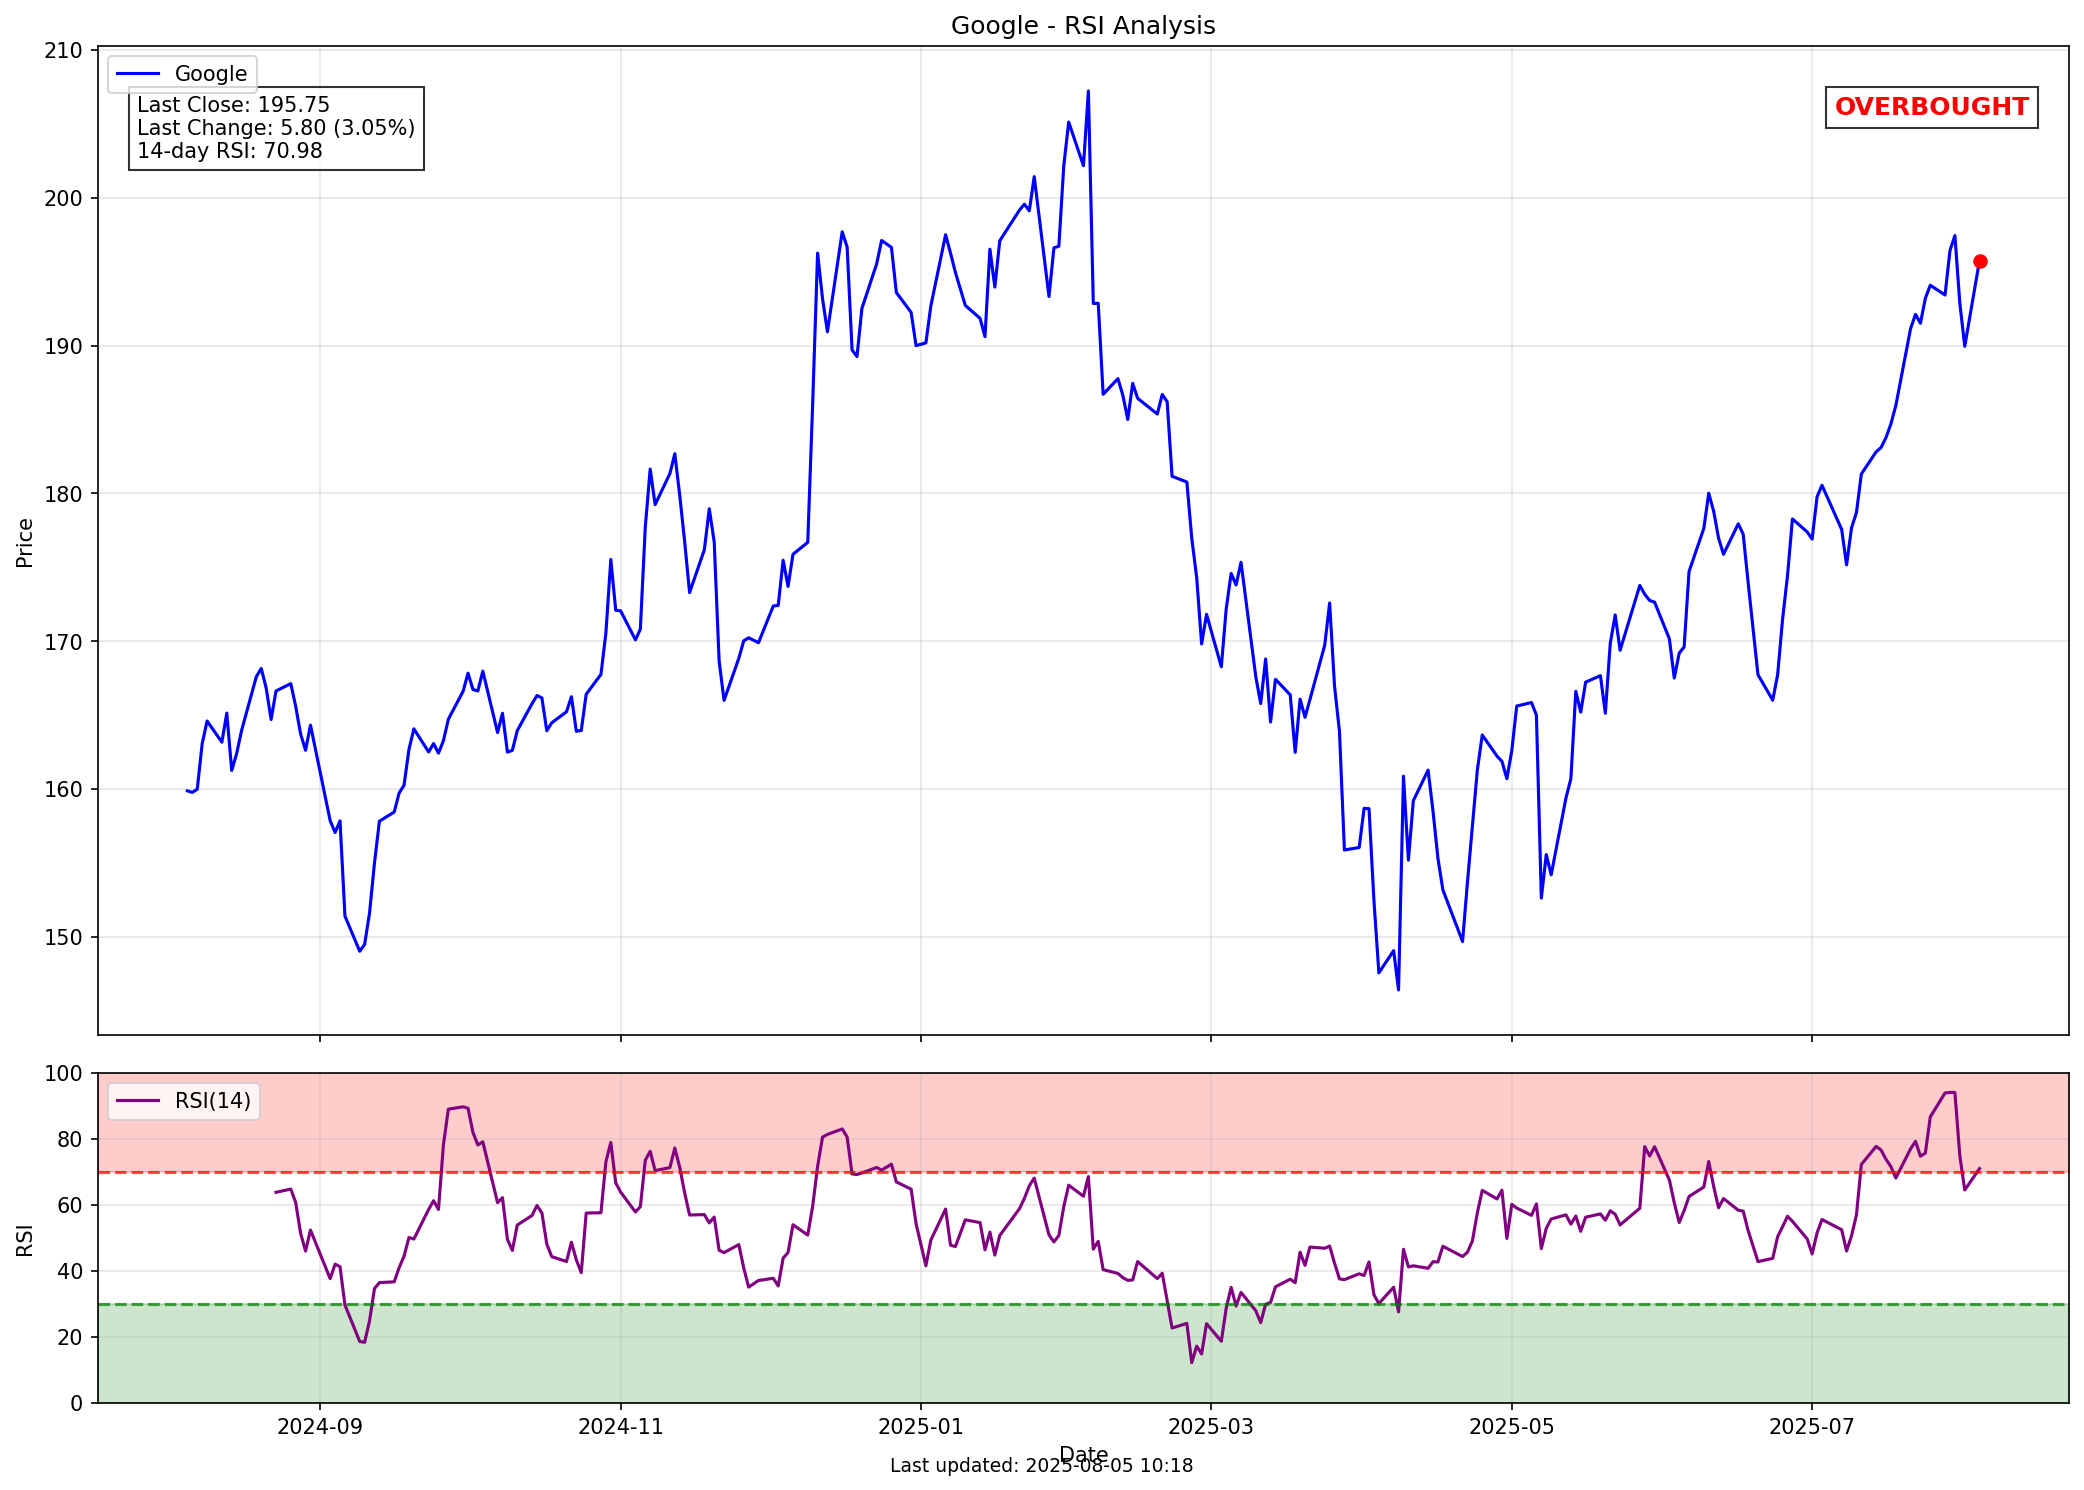 Google - RSI Analysis
Google
Last Close: 195.75
Last Change: 5.80 (3.05%)
14-day RSI: 70.98
OVERBOUGHT
210
200
190
180
170
160
150
Price
RSI(14)
100
80
60
40
20
0
RSI
2024-09
2024-11
2025-01
2025-03
2025-05
2025-07
Date
Last updated: 2025-08-05 10:18